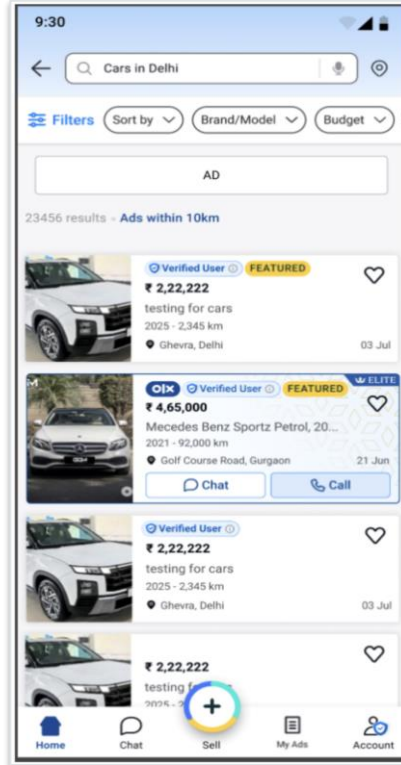 9:30
Cars in Delhi
Filters Sort by Brand/Model Budget
AD
23456 results Ads within 10km
Verified User FEATURED
₹ 2,22,222
testing for cars
2025 - 2,345 km
Ghevra, Delhi 03 Jul
ELITE
OLX Verified User FEATURED
₹ 4,65,000
Mecedes Benz Sportz Petrol, 20...
2021 - 92,000 km
Golf Course Road, Gurgaon 21 Jun
Chat Call
Verified User
₹ 2,22,222
testing for cars
2025 - 2,345 km
Ghevra, Delhi 03 Jul
₹ 2,22,222
testing
2025 -
Home Chat Sell My Ads Account